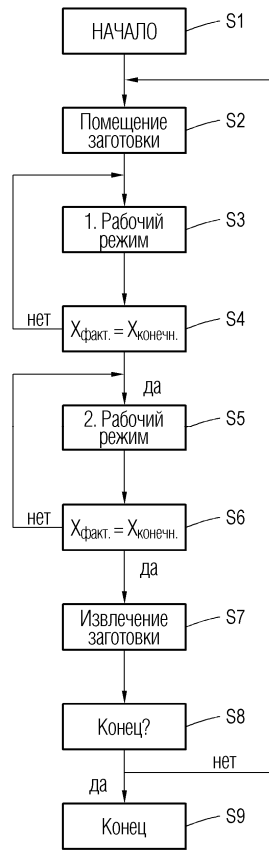 НАЧАЛО S1
Помещение S2
заготовки
1. Рабочий S3
режим
нет Xфакт. = Xконечн. S4
да
2. Рабочий S5
режим
нет Xфакт. = Xконечн. S6
да
Извлечение S7
заготовки
Конец? S8
нет
да
Конец S9